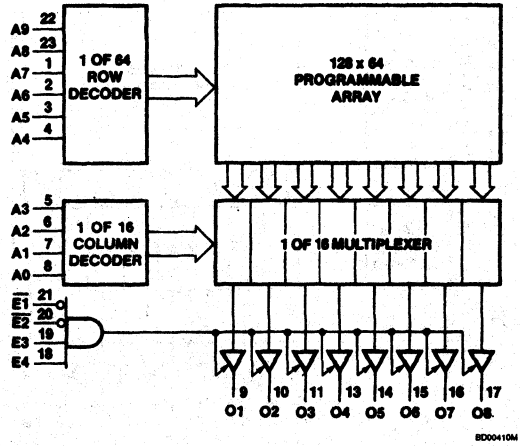 A9 22
A8 23
A7 1
A6 2
A5 3
A4 4
1 OF 64
ROW
DECODER
128 x 64
PROGRAMMABLE
ARRAY
A3 5
A2 6
A1 7
A0 8
1 OF 16
COLUMN
DECODER
1 OF 16 MULTIPLEXER
E1 21
E2 20
E3 19
E4 18
9 10 11 13 14 15 16 17
O1 O2 O3 O4 O5 O6 O7 O8
BD00410M